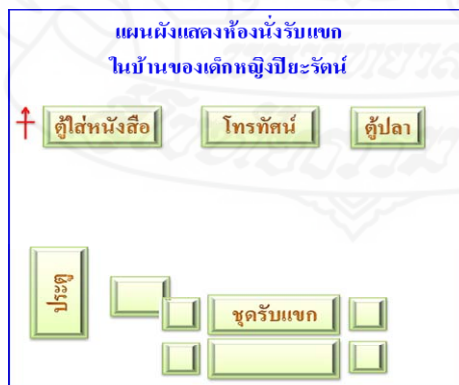 แผนผังแสดงห้องนั่งรับแขก
ในบ้านของเด็กหญิงปิยะรัตน์
ตู้ใส่หนังสือ
โทรทัศน์
ตู้ปลา
ประตู
ชุดรับแขก